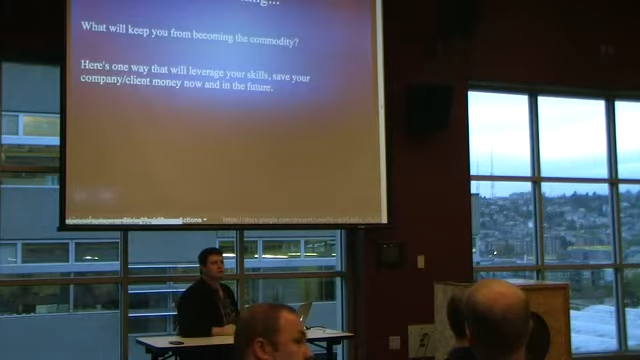 What will keep you from becoming the commodity?
Here's one way that will leverage your skills, save your
company/client money now and in the future.